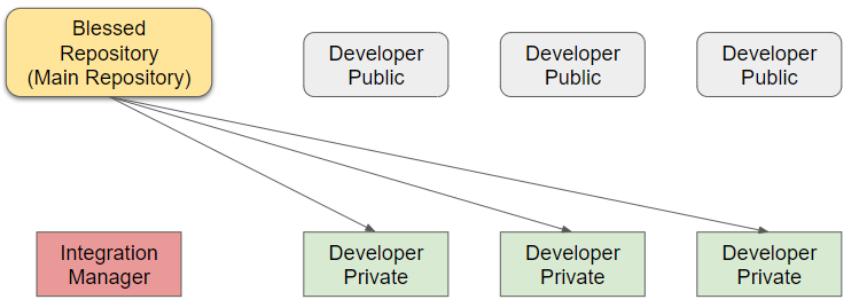 Blessed
Repository
(Main Repository)
Developer
Public
Developer
Public
Developer
Public
Integration
Manager
Developer
Private
Developer
Private
Developer
Private